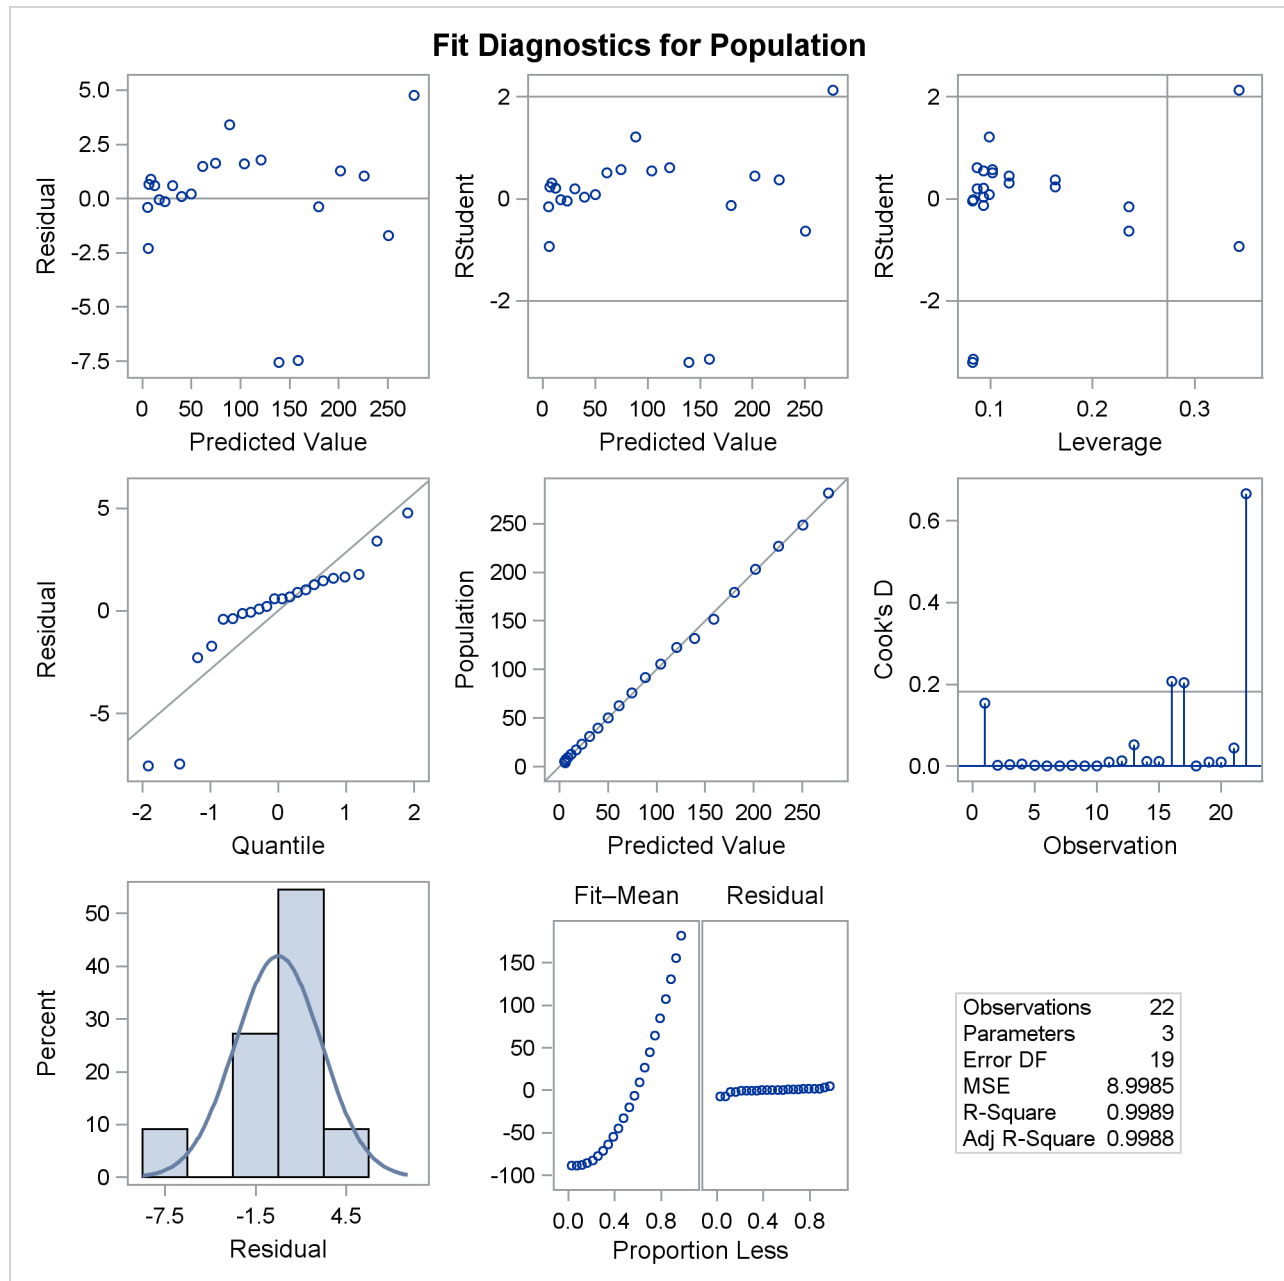 Fit Diagnostics for Population
5.0
2.5
0.0
-2.5
-5.0
-7.5
Residual
0 50 100 150 200 250
Predicted Value
2
0
-2
RStudent
0 50 100 150 200 250
Predicted Value
2
0
-2
RStudent
0.1 0.2 0.3
Leverage
5
0
-5
Residual
-2 -1 0 1 2
Quantile
250
200
150
100
50
0
Population
0 50 100 150 200 250
Predicted Value
0.6
0.4
0.2
0.0
Cook's D
0 5 10 15 20
Observation
50
40
30
20
10
0
Percent
-7.5 -1.5 4.5
Residual
Fit–Mean Residual
150
100
50
0
-50
-100
0.0 0.4 0.8 0.0 0.4 0.8
Proportion Less
Observations 22
Parameters 3
Error DF 19
MSE 8.9985
R-Square 0.9989
Adj R-Square 0.9988